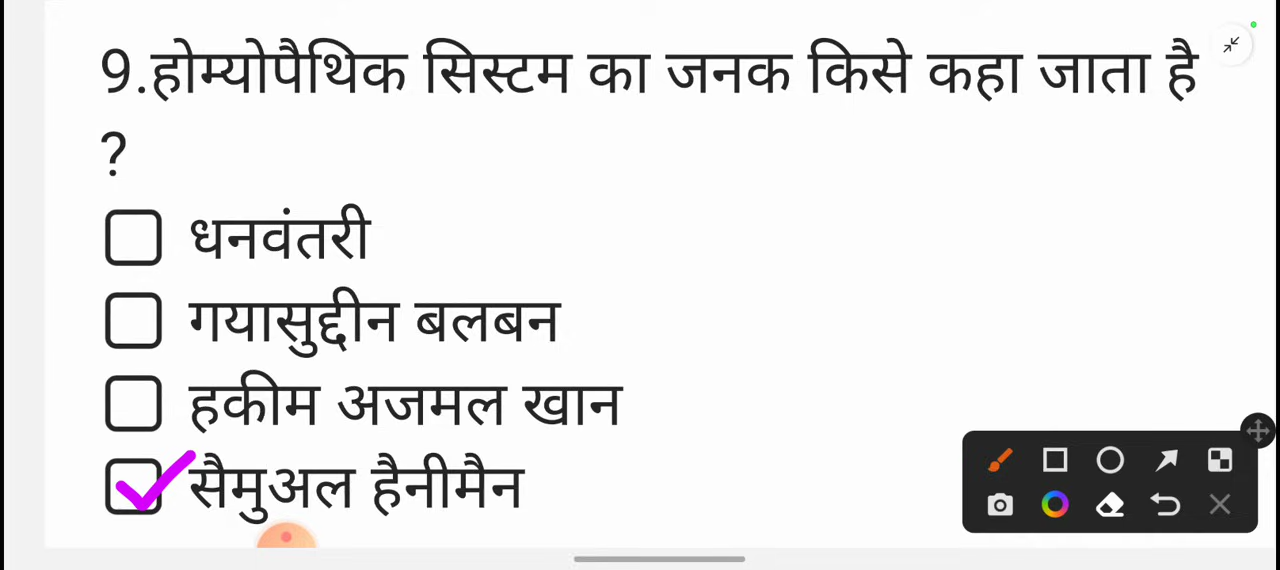 9.होम्योपैथिक सिस्टम का जनक किसे कहा जाता है
?
धनवंतरी
गयासुद्दीन बलबन
हकीम अजमल खान
सैमुअल हैनीमैन